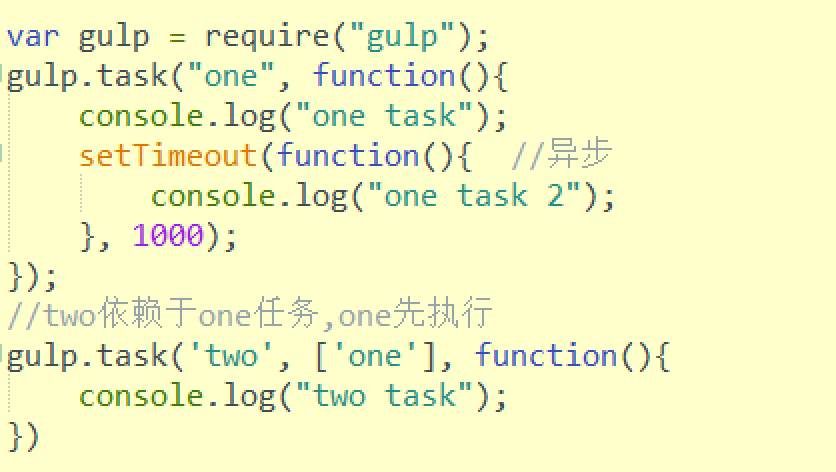 var gulp = require("gulp");
gulp.task("one", function(){
    console.log("one task");
    setTimeout(function(){  //异步
        console.log("one task 2");
    }, 1000);
});
//two依赖于one任务,one先执行
gulp.task('two', ['one'], function(){
    console.log("two task");
})